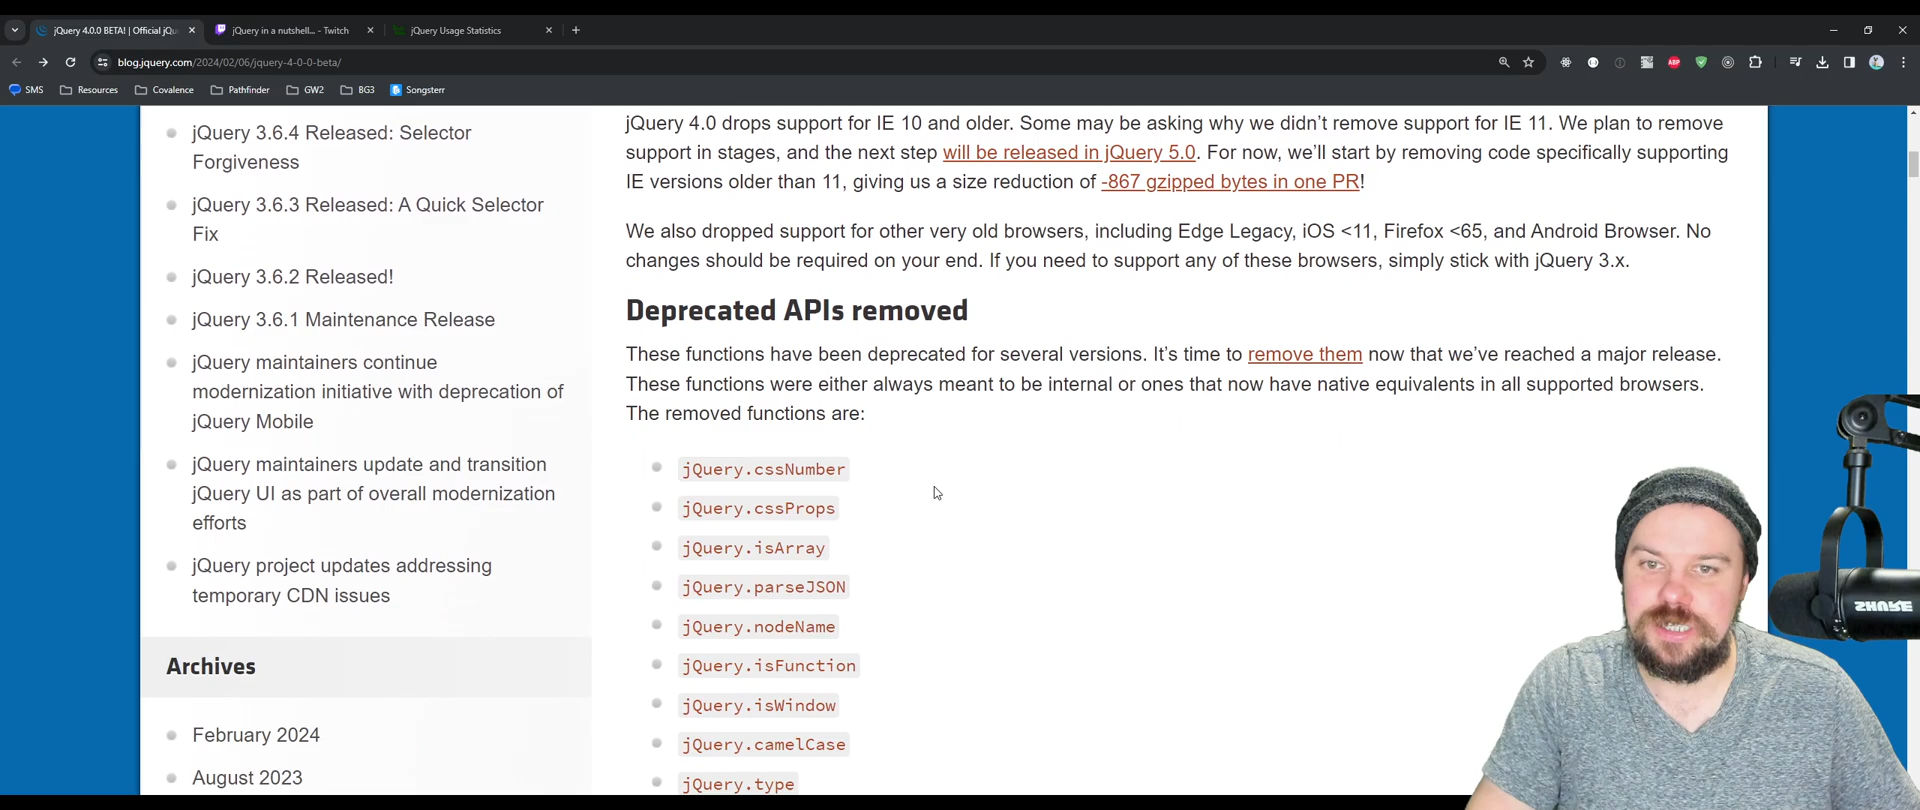 jQuery 4.0.0 BETA! | Official jQu
jQuery in a nutshell... - Twitch
jQuery Usage Statistics
blog.jquery.com/2024/02/06/jquery-4-0-0-beta/
SMS
Resources
Covalence
Pathfinder
GW2
BG3
Songsterr
ABP
jQuery 3.6.4 Released: Selector
Forgiveness
jQuery 3.6.3 Released: A Quick Selector
Fix
jQuery 3.6.2 Released!
jQuery 3.6.1 Maintenance Release
jQuery maintainers continue
modernization initiative with deprecation of
jQuery Mobile
jQuery maintainers update and transition
jQuery UI as part of overall modernization
efforts
jQuery project updates addressing
temporary CDN issues
Archives
February 2024
August 2023
jQuery 4.0 drops support for IE 10 and older. Some may be asking why we didn’t remove support for IE 11. We plan to remove
support in stages, and the next step will be released in jQuery 5.0. For now, we’ll start by removing code specifically supporting
IE versions older than 11, giving us a size reduction of -867 gzipped bytes in one PR!
We also dropped support for other very old browsers, including Edge Legacy, iOS <11, Firefox <65, and Android Browser. No
changes should be required on your end. If you need to support any of these browsers, simply stick with jQuery 3.x.
Deprecated APIs removed
These functions have been deprecated for several versions. It’s time to remove them now that we’ve reached a major release.
These functions were either always meant to be internal or ones that now have native equivalents in all supported browsers.
The removed functions are:
jQuery.cssNumber
jQuery.cssProps
jQuery.isArray
jQuery.parseJSON
jQuery.nodeName
jQuery.isFunction
jQuery.isWindow
jQuery.camelCase
jQuery.type
SHURE